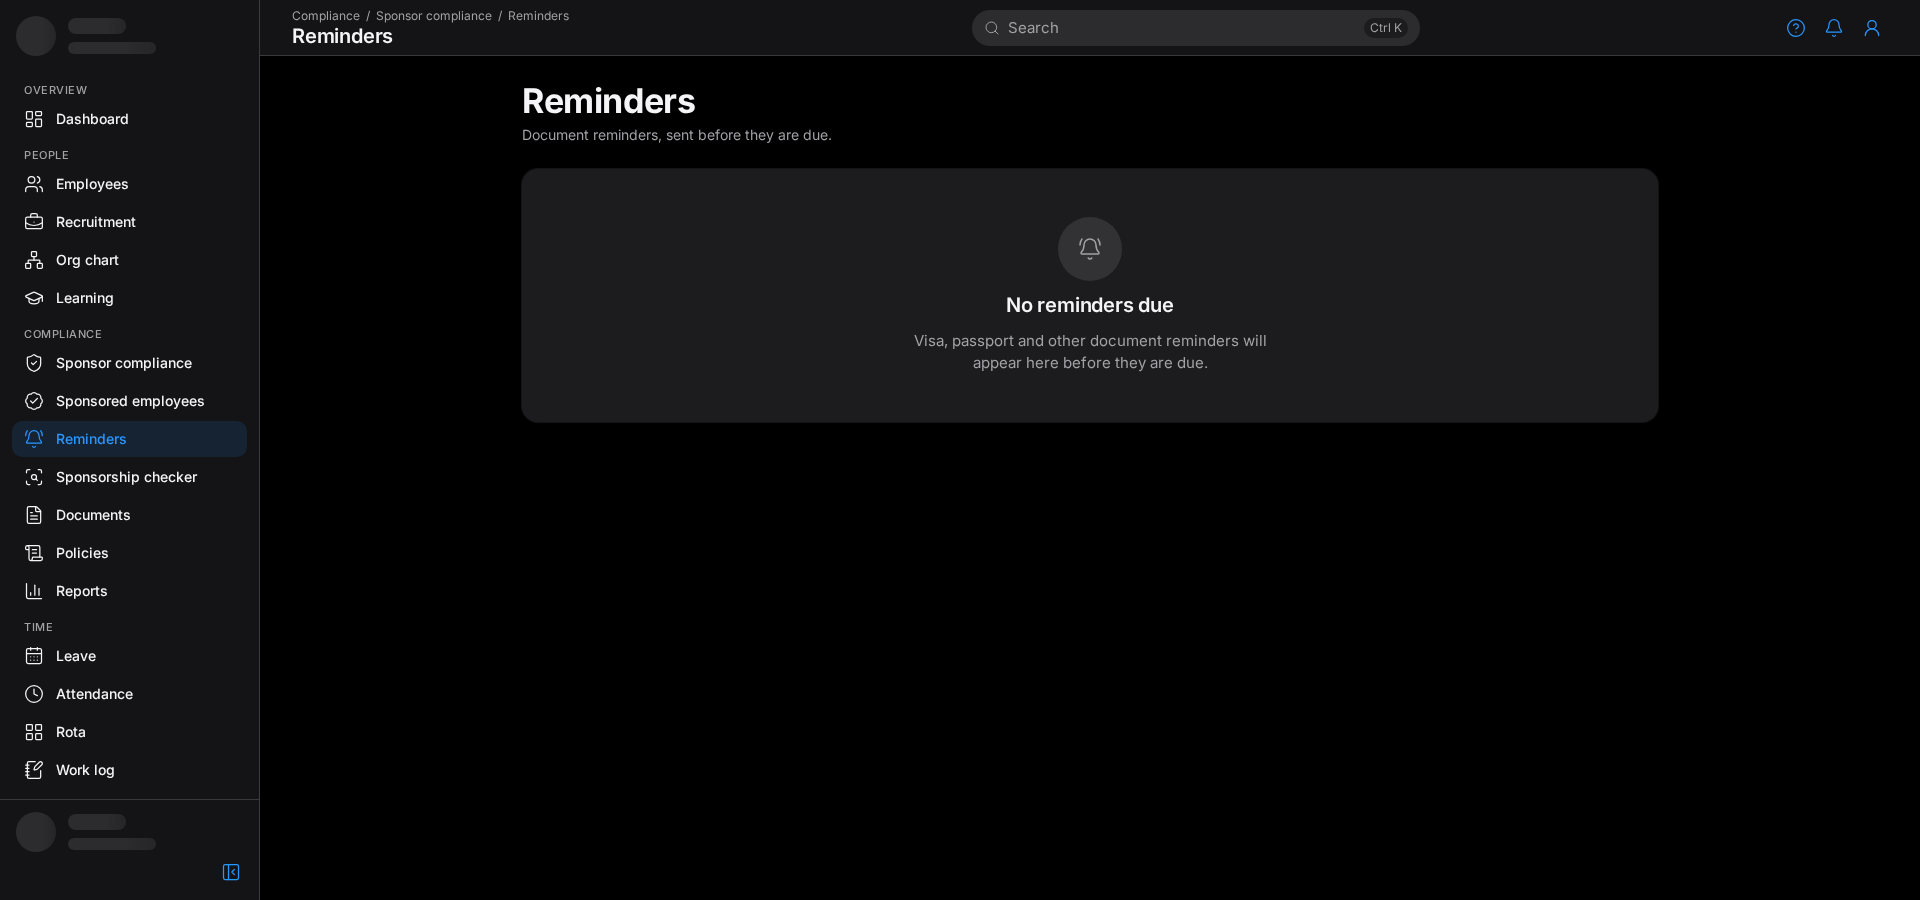 OVERVIEW
Dashboard
PEOPLE
Employees
Recruitment
Org chart
Learning
COMPLIANCE
Sponsor compliance
Sponsored employees
Reminders
Sponsorship checker
Documents
Policies
Reports
TIME
Leave
Attendance
Rota
Work log
Compliance / Sponsor compliance / Reminders
Reminders
Search
Ctrl K
Reminders
Document reminders, sent before they are due.
No reminders due
Visa, passport and other document reminders will
appear here before they are due.